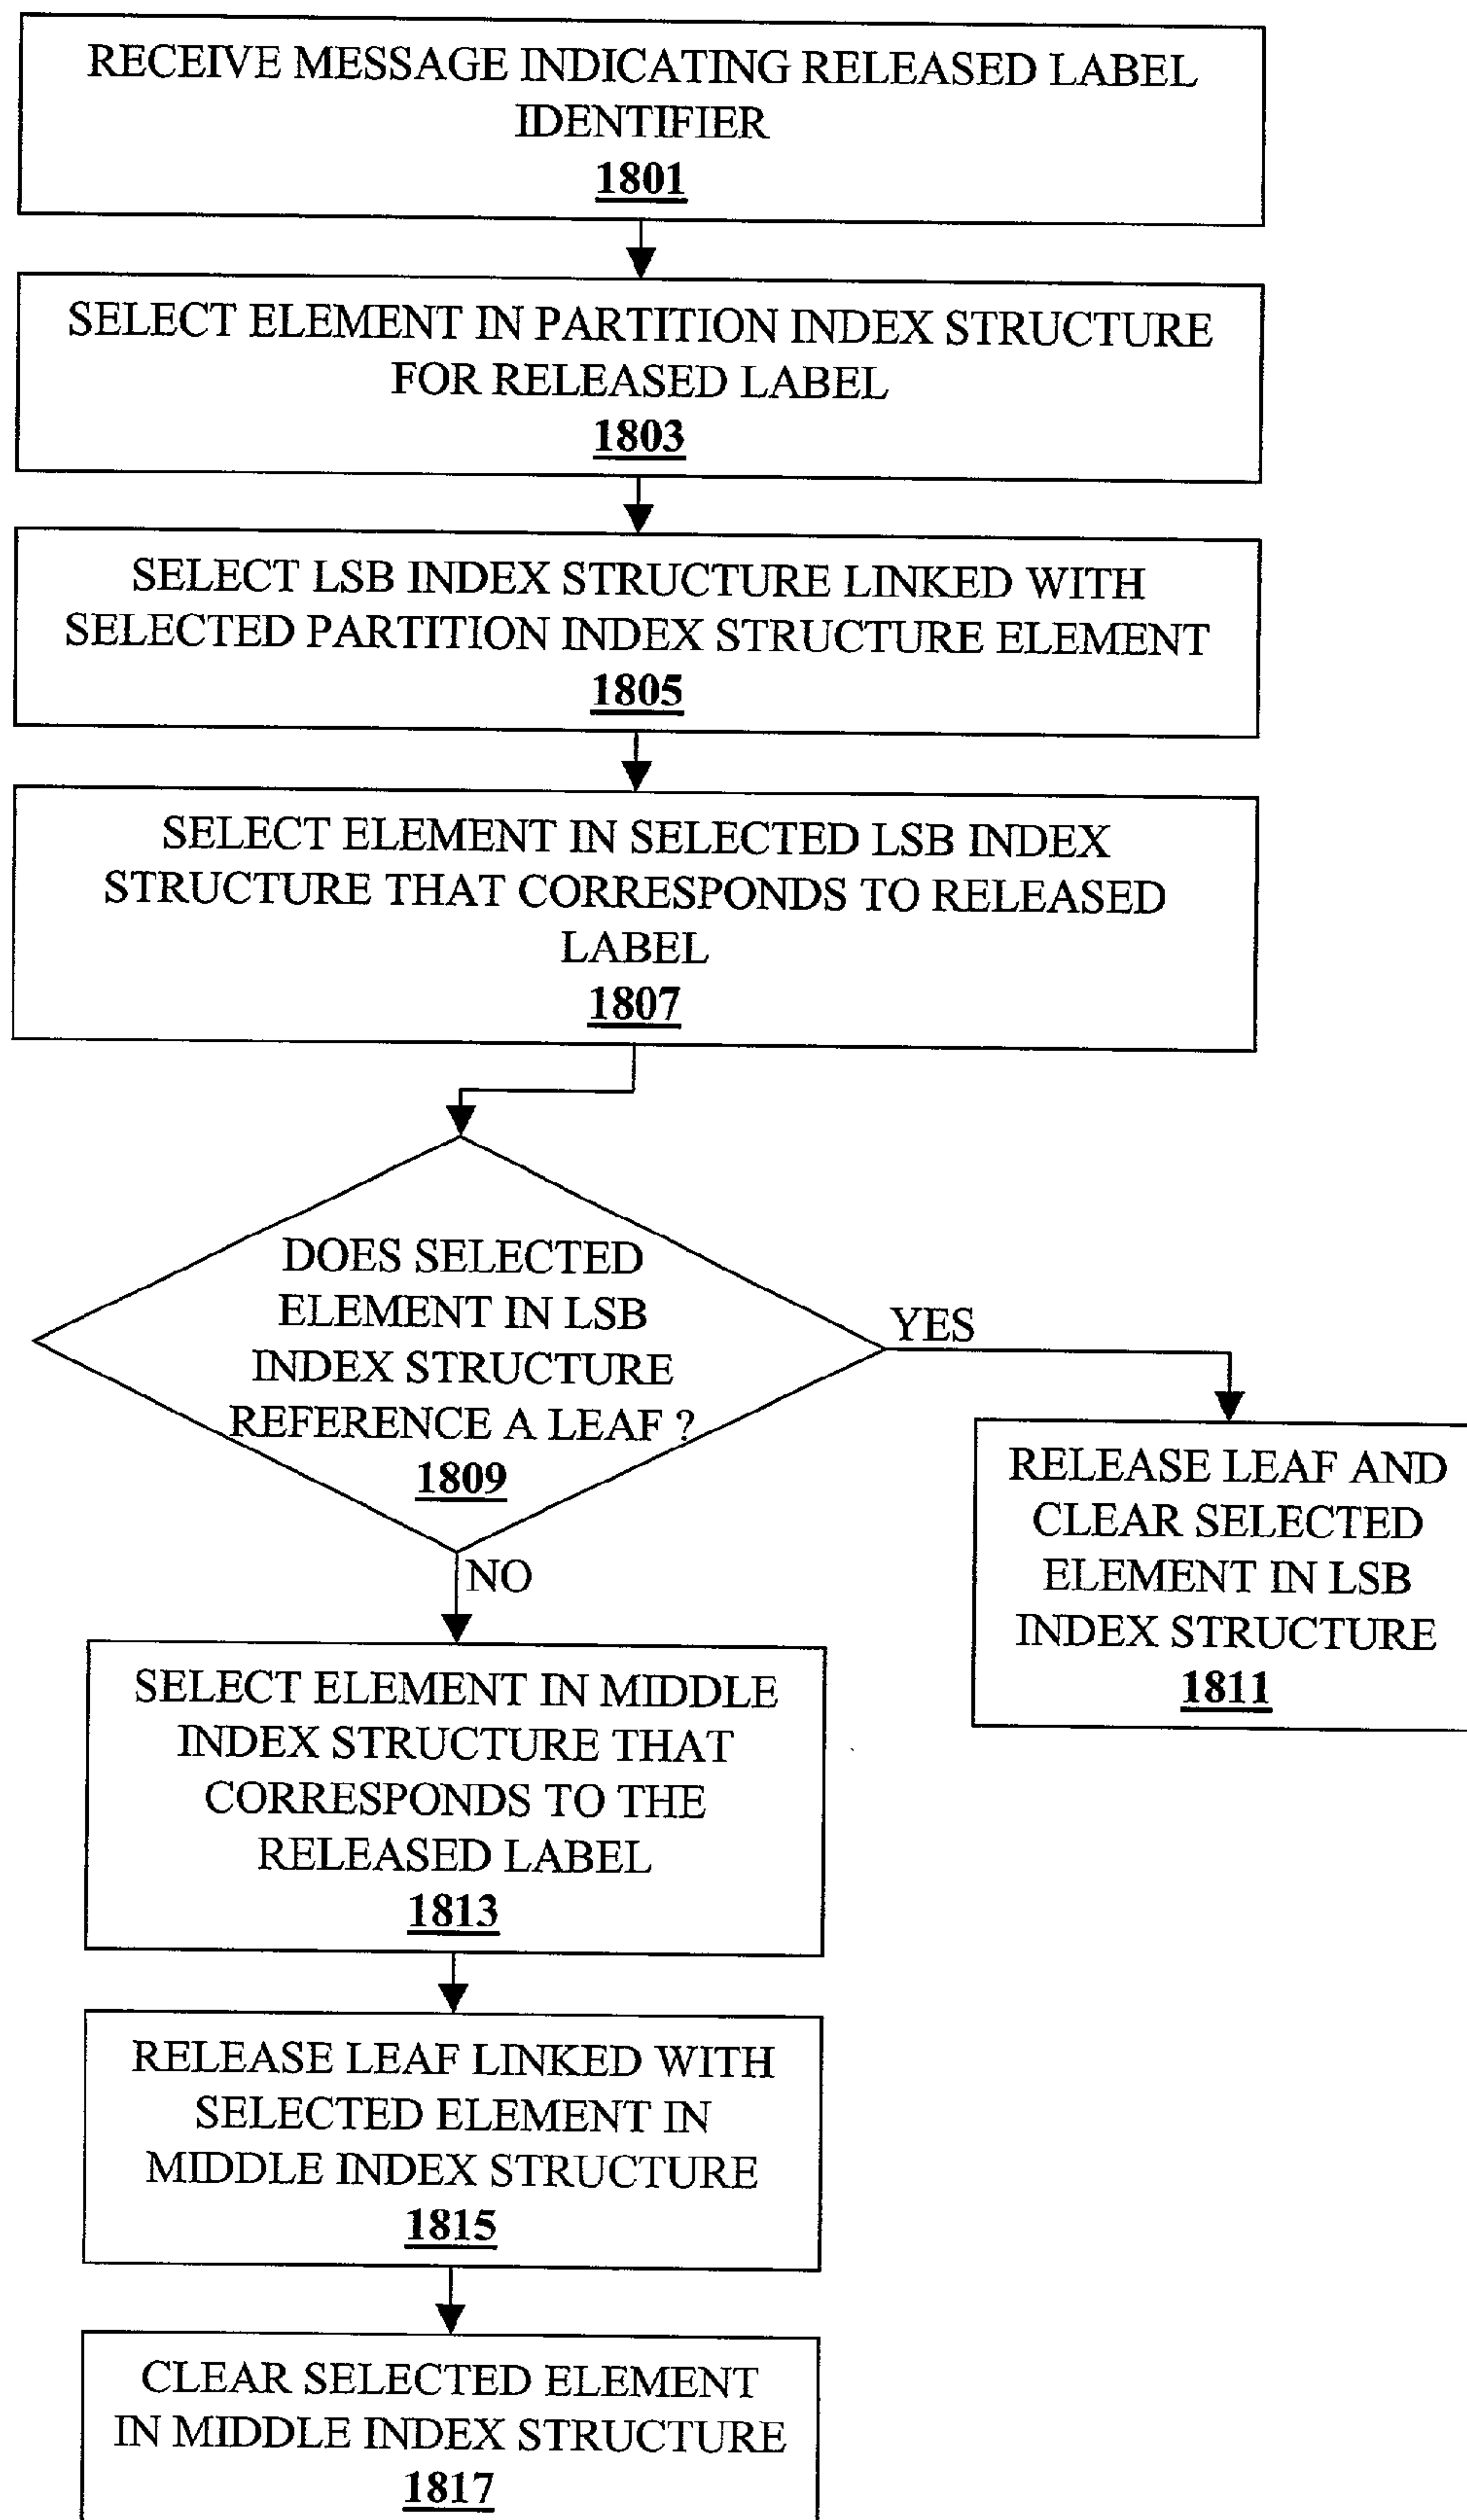 RECEIVE MESSAGE INDICATING RELEASED LABEL
IDENTIFIER
1801
SELECT ELEMENT IN PARTITION INDEX STRUCTURE
FOR RELEASED LABEL
1803
SELECT LSB INDEX STRUCTURE LINKED WITH
SELECTED PARTITION INDEX STRUCTURE ELEMENT
1805
SELECT ELEMENT IN SELECTED LSB INDEX
STRUCTURE THAT CORRESPONDS TO RELEASED
LABEL
1807
DOES SELECTED
ELEMENT IN LSB
INDEX STRUCTURE
REFERENCE A LEAF ?
1809
YES
RELEASE LEAF AND
CLEAR SELECTED
ELEMENT IN LSB
INDEX STRUCTURE
1811
NO
SELECT ELEMENT IN MIDDLE
INDEX STRUCTURE THAT
CORRESPONDS TO THE
RELEASED LABEL
1813
RELEASE LEAF LINKED WITH
SELECTED ELEMENT IN
MIDDLE INDEX STRUCTURE
1815
CLEAR SELECTED ELEMENT
IN MIDDLE INDEX STRUCTURE
1817